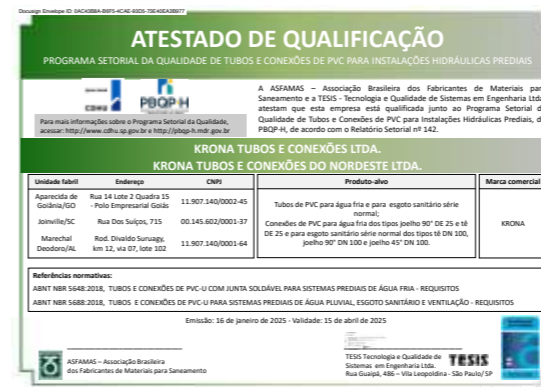 Docusign Envelope ID: 0AC43B8A-B6F5-4CAE-93D5-73E40EA3B977
ATESTADO DE QUALIFICAÇÃO
PROGRAMA SETORIAL DA QUALIDADE DE TUBOS E CONEXÕES DE PVC PARA INSTALAÇÕES HIDRÁULICAS PREDIAIS
CDHU
PBQP H
Para mais informações sobre o Programa Setorial da Qualidade,
acessar: http://www.cdhu.sp.gov.br e http://pbqp-h.mdr.gov.br
A ASFAMAS – Associação Brasileira dos Fabricantes de Materiais par
Saneamento e a TESIS - Tecnologia e Qualidade de Sistemas em Engenharia Ltda
atestam que esta empresa está qualificada junto ao Programa Setorial d
Qualidade de Tubos e Conexões de PVC para Instalações Hidráulicas Prediais, d
PBQP-H, de acordo com o Relatório Setorial nº 142.
KRONA TUBOS E CONEXÕES LTDA.
KRONA TUBOS E CONEXÕES DO NORDESTE LTDA.
Unidade fabril Endereço CNPJ Produto-alvo Marca comercial
Aparecida de
Goiânia/GO
Rua 14 Lote 2 Quadra 15
- Polo Empresarial Goiás
11.907.140/0002-45
Joinville/SC Rua Dos Suíços, 715 00.145.602/0001-37
Marechal
Deodoro/AL
Rod. Divaldo Suruagy,
km 12, via 07, lote 102
11.907.140/0001-64
Tubos de PVC para água fria e para esgoto sanitário série
normal;
Conexões de PVC para água fria dos tipos joelho 90° DE 25 e tê
DE 25 e para esgoto sanitário série normal dos tipos tê DN 100,
joelho 90° DN 100 e joelho 45° DN 100.
KRONA
Referências normativas:
ABNT NBR 5648:2018, TUBOS E CONEXÕES DE PVC-U COM JUNTA SOLDÁVEL PARA SISTEMAS PREDIAIS DE ÁGUA FRIA - REQUISITOS
ABNT NBR 5688:2018, TUBOS E CONEXÕES DE PVC-U PARA SISTEMAS PREDIAIS DE ÁGUA PLUVIAL, ESGOTO SANITÁRIO E VENTILAÇÃO - REQUISITOS
Emissão: 16 de janeiro de 2025 - Validade: 15 de abril de 2025
ASFAMAS – Associação Brasileira
dos Fabricantes de Materiais para Saneamento
TESIS Tecnologia e Qualidade de
Sistemas em Engenharia Ltda.
Rua Guaipá, 486 – Vila Leopoldina - São Paulo/ SP
TESIS